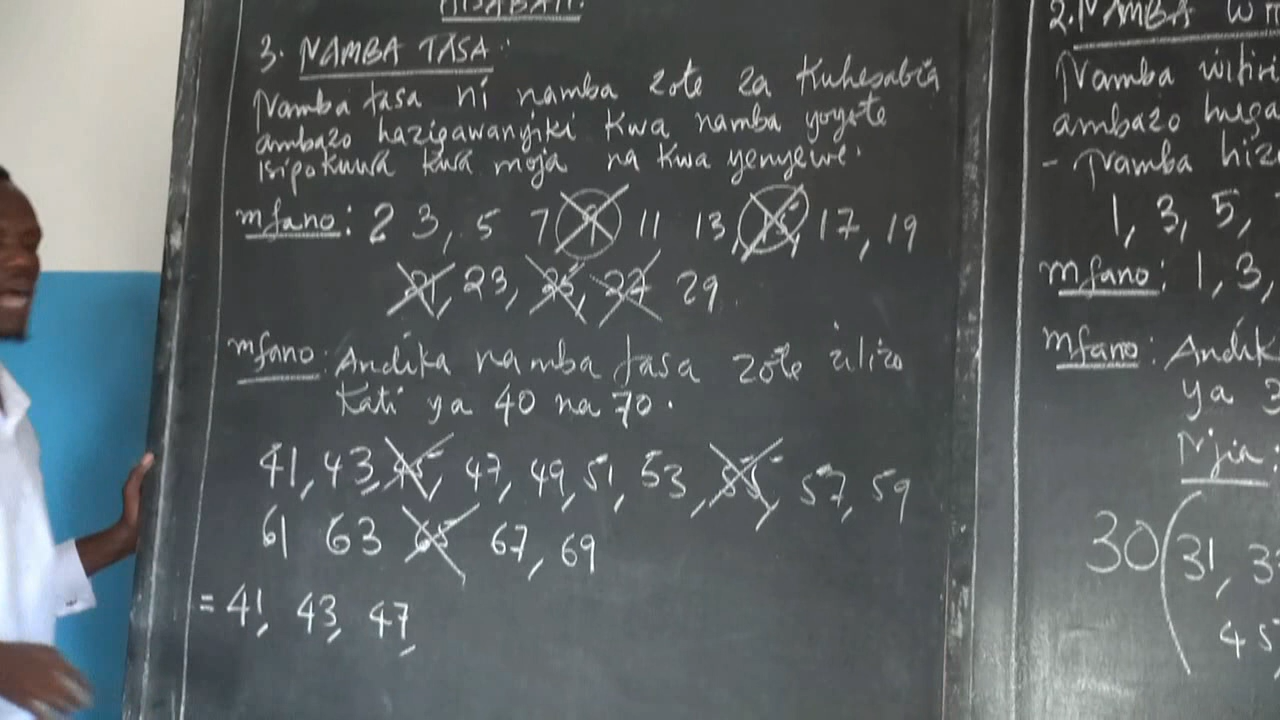 HISABATI
3. NAMBA TASA:
Namba tasa ni namba zote za Kuhesabia
ambazo hazigawanyiki kwa namba yoyote
isipokuwa kwa moja na kwa yenyewe.
mfano: 2 3, 5 7 9 11 13, 15, 17, 19
21, 23, 25, 27 29
mfano: Andika namba tasa zote zilizo
kati ya 40 na 70.
41, 43, 45, 47, 49, 51, 53, 55, 57, 59
61 63 65 67, 69
= 41, 43, 47,
2. NAMBA
Namba witiri
ambazo
- Namba
1, 3, 5,
mfano: 1, 3,
mfano:
ya 3
Njia:
30 (31,
45